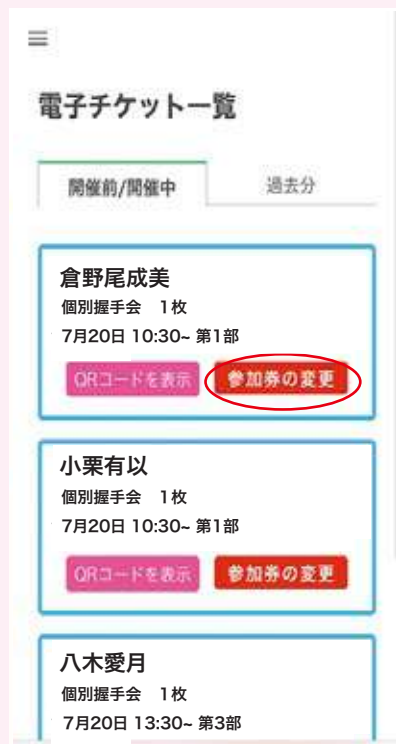 電子チケット一覧
開催前/開催中
過去分
倉野尾成美
個別握手会　1枚
7月20日 10:30~ 第1部
QRコードを表示
参加券の変更
小栗有以
個別握手会　1枚
7月20日 10:30~ 第1部
QRコードを表示
参加券の変更
八木愛月
個別握手会　1枚
7月20日 13:30~ 第3部